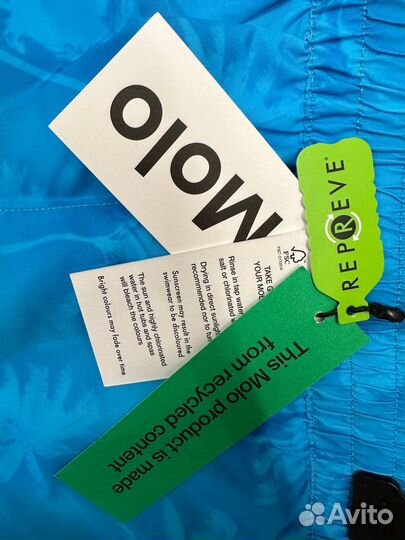 Molo
REPREVE
FSC
TAKE
YOUR MOL
Rinse in tap water
salt or chlorinated w
Drying in direct sunlight
recommended nor to tum
Sunscreen may result in the
swimwear to be discoloured
The sun and highly chlorinated
water in hot tubs and spas
will bleach the colours
Bright colours may fade over time
This Molo product is made
from recycled content
Avito